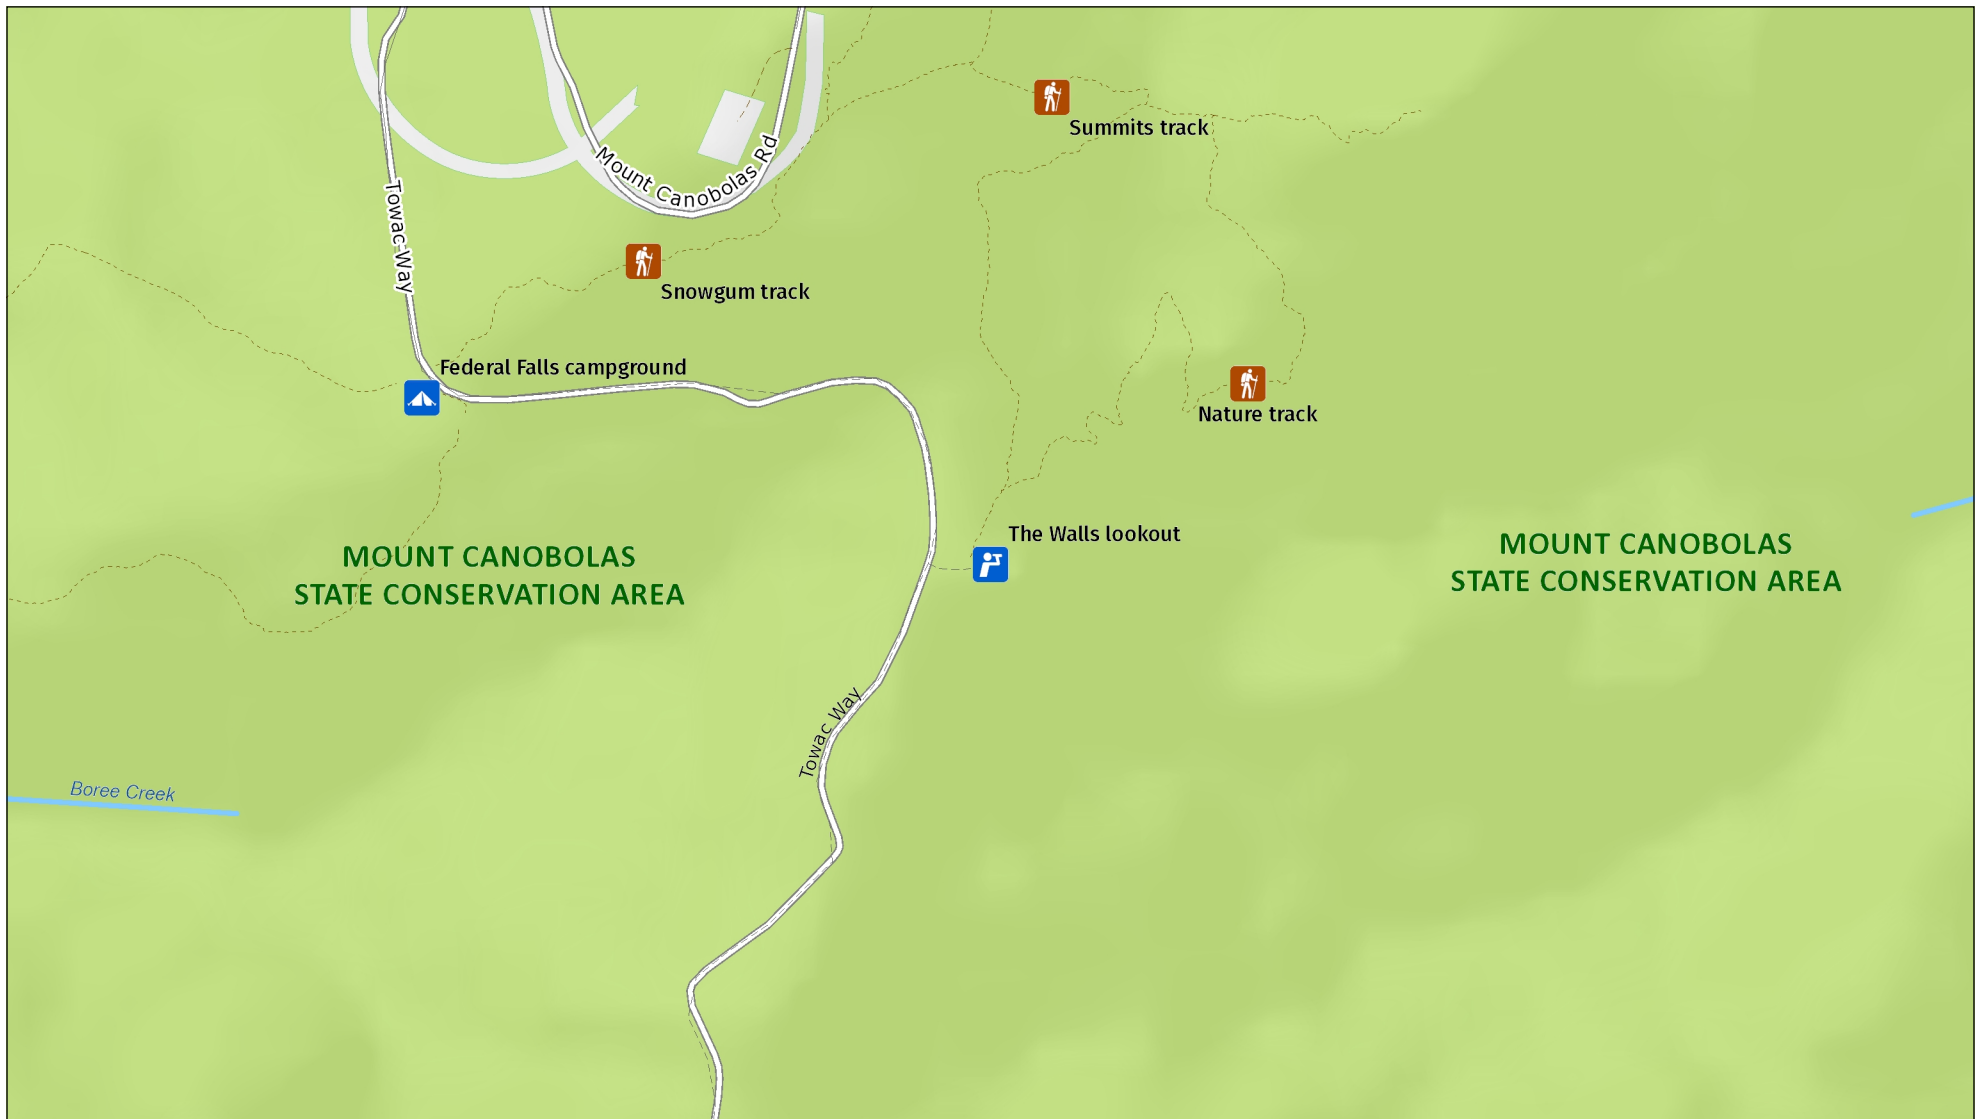 Summits track
Mount Canobolas Rd
Towac Way
Snowgum track
Federal Falls campground
Nature track
The Walls lookout
MOUNT CANOBOLAS
STATE CONSERVATION AREA
MOUNT CANOBOLAS
STATE CONSERVATION AREA
Towac Way
Boree Creek